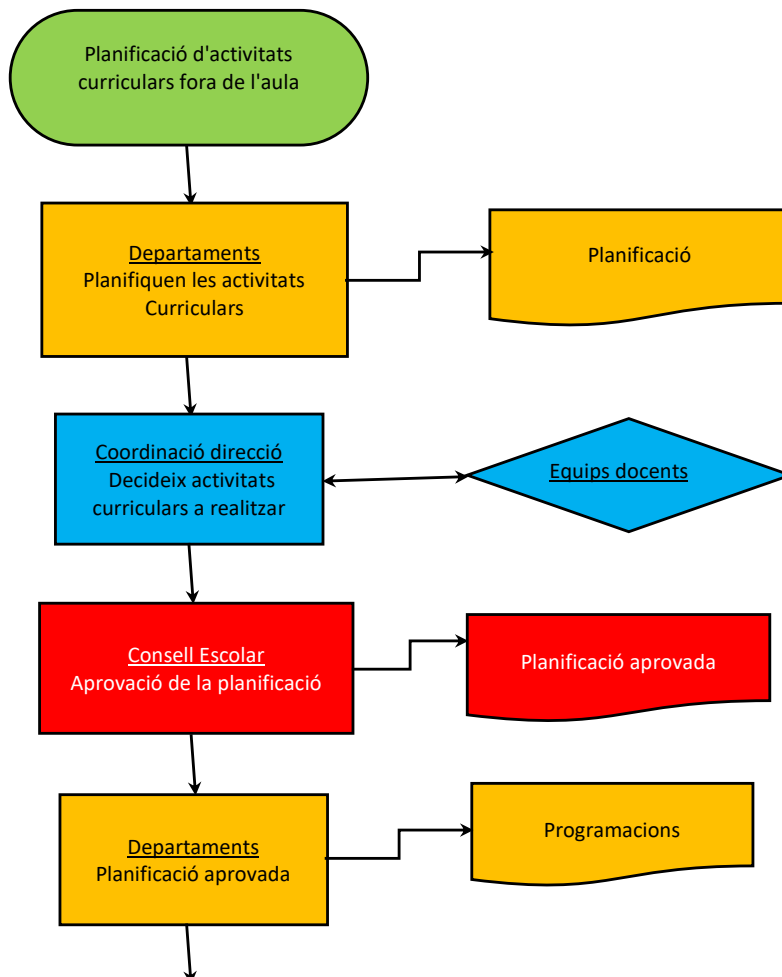 Planificació d'activitats
curriculars fora de l'aula
Departaments
Planifiquen les activitats
Curriculars
Planificació
Coordinació direcció
Decideix activitats
curriculars a realitzar
Equips docents
Consell Escolar
Aprovació de la planificació
Planificació aprovada
Departaments
Planificació aprovada
Programacions